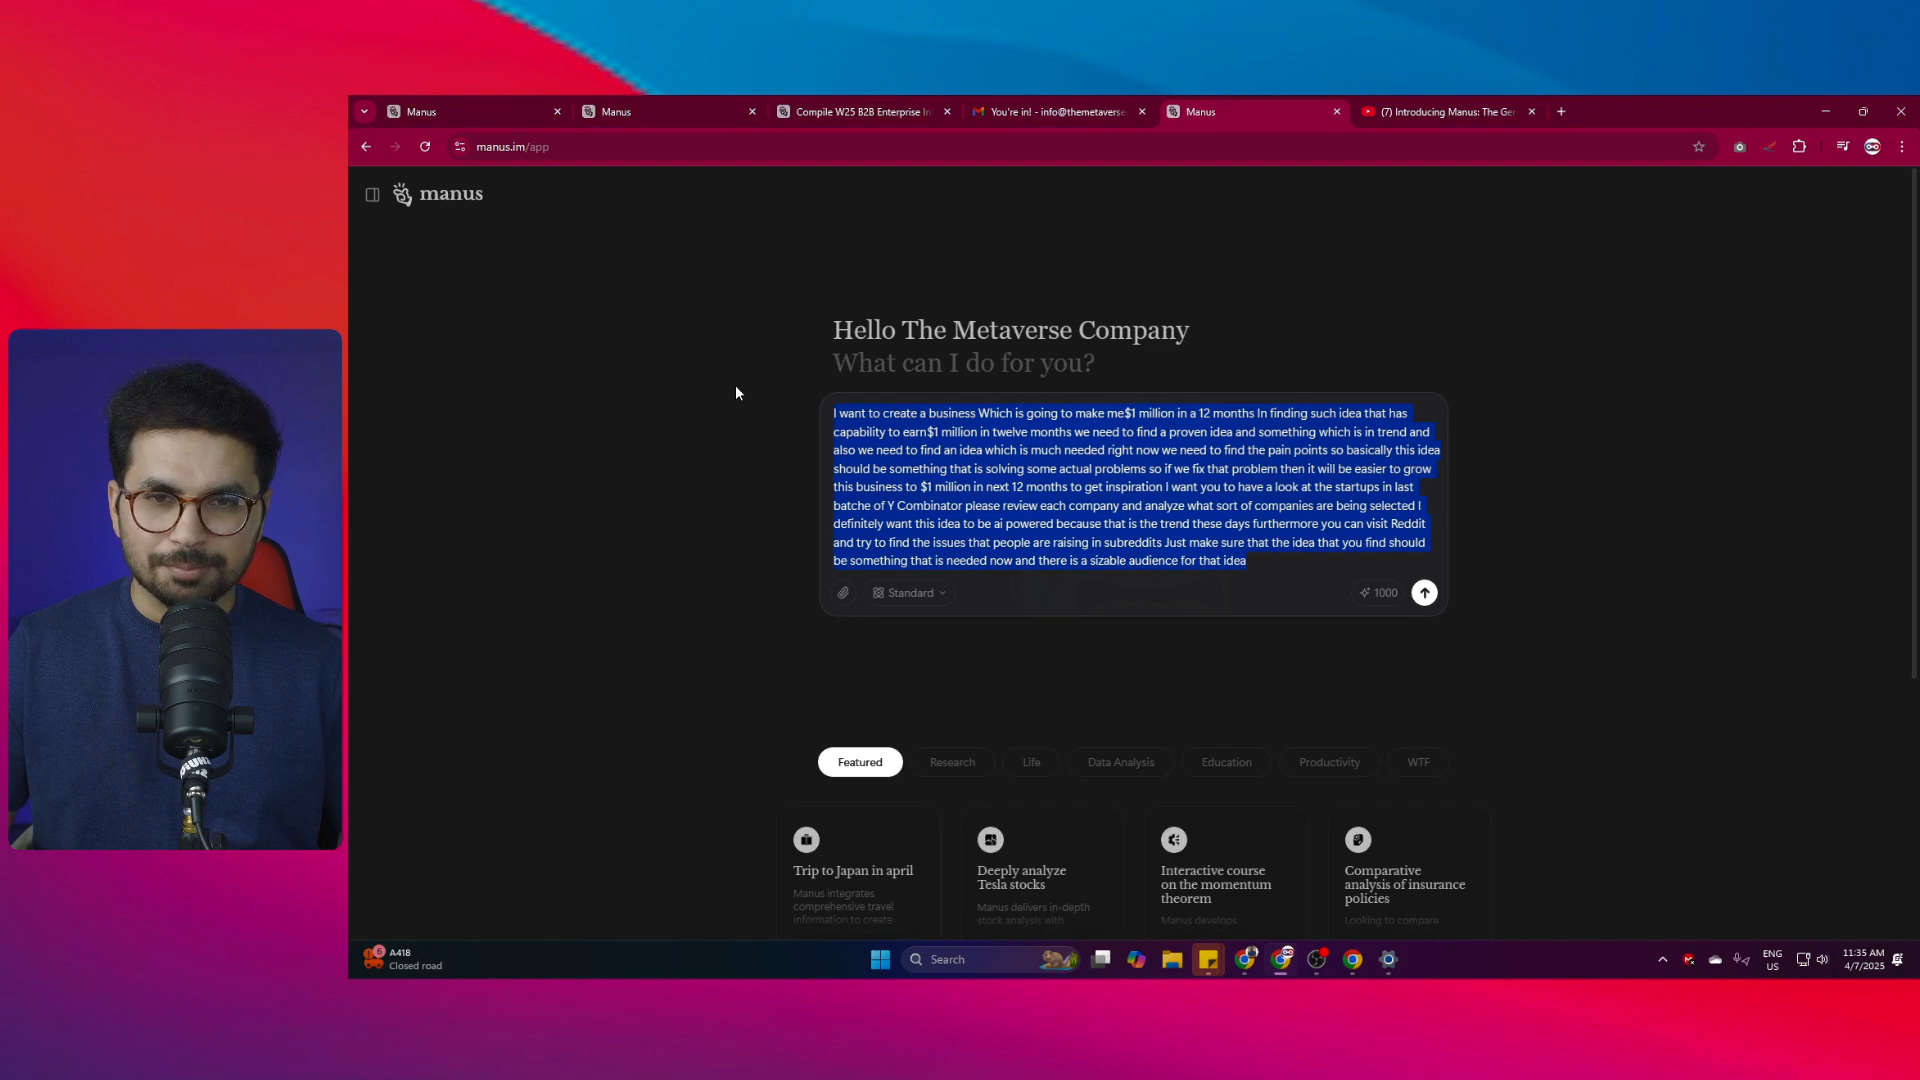 Manus
Manus
Compile W25 B2B Enterprise In
You're in! - info@themetaverse
Manus
(7) Introducing Manus: The Ger
manus.im/app
manus
Hello The Metaverse Company
What can I do for you?
I want to create a business Which is going to make me$1 million in a 12 months In finding such idea that has
capability to earn$1 million in twelve months we need to find a proven idea and something which is in trend and
also we need to find an idea which is much needed right now we need to find the pain points so basically this idea
should be something that is solving some actual problems so if we fix that problem then it will be easier to grow
this business to $1 million in next 12 months to get inspiration I want you to have a look at the startups in last
batche of Y Combinator please review each company and analyze what sort of companies are being selected I
definitely want this idea to be ai powered because that is the trend these days furthermore you can visit Reddit
and try to find the issues that people are raising in subreddits Just make sure that the idea that you find should
be something that is needed now and there is a sizable audience for that idea
Standard
1000
Featured
Research
Life
Data Analysis
Education
Productivity
WTF
Trip to Japan in april
Manus integrates
comprehensive travel
information to create
Deeply analyze
Tesla stocks
Manus delivers in-depth
stock analysis with
Interactive course
on the momentum
theorem
Manus develops
Comparative
analysis of insurance
policies
Looking to compare
A418
Closed road
Search
ENG
US
11:35 AM
4/7/2025